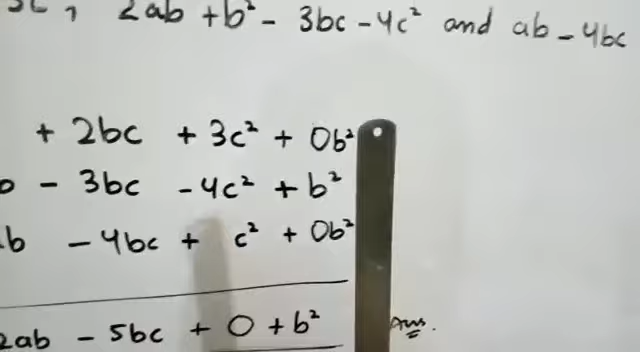 2ab + b² - 3bc - 4c² and ab - 4bc
+ 2bc + 3c² + 0b²
- 3bc - 4c² + b²
b - 4bc + c² + 0b²
2ab - 5bc + 0 + b² Ans.